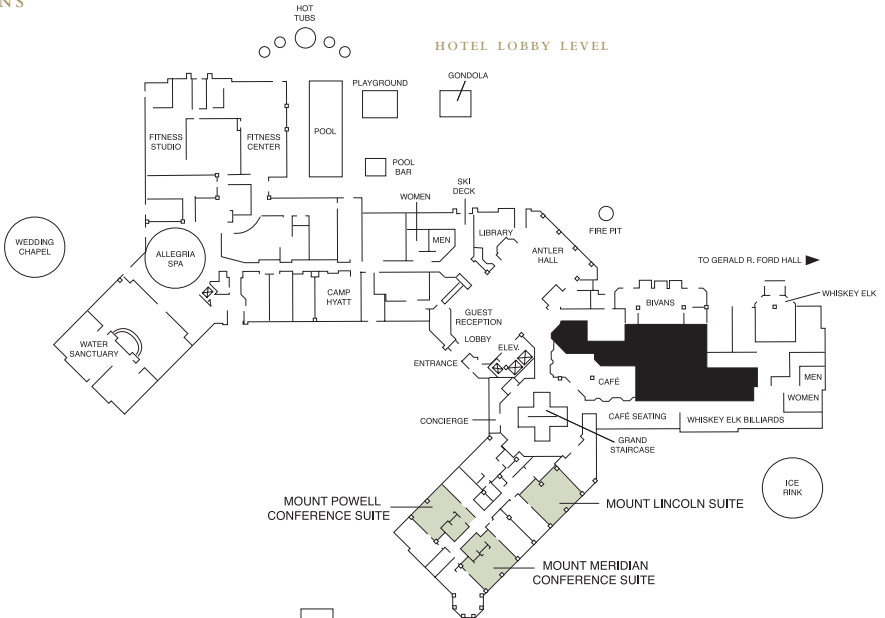 NS
HOT
TUBS
HOTEL LOBBY LEVEL
PLAYGROUND
GONDOLA
FITNESS
STUDIO
FITNESS
CENTER
POOL
POOL
BAR
SKI
DECK
WOMEN
MEN
LIBRARY
ANTLER
HALL
FIRE PIT
WEDDING
CHAPEL
ALLEGRIA
SPA
TO GERALD R. FORD HALL
CAMP
HYATT
BIVANS
WHISKEY ELK
GUEST
RECEPTION
LOBBY
WATER
SANCTUARY
ELEV.
ENTRANCE
CAFÉ
MEN
WOMEN
CONCIERGE
CAFÉ SEATING
WHISKEY ELK BILLIARDS
GRAND
STAIRCASE
ICE
RINK
MOUNT POWELL
CONFERENCE SUITE
MOUNT LINCOLN SUITE
MOUNT MERIDIAN
CONFERENCE SUITE